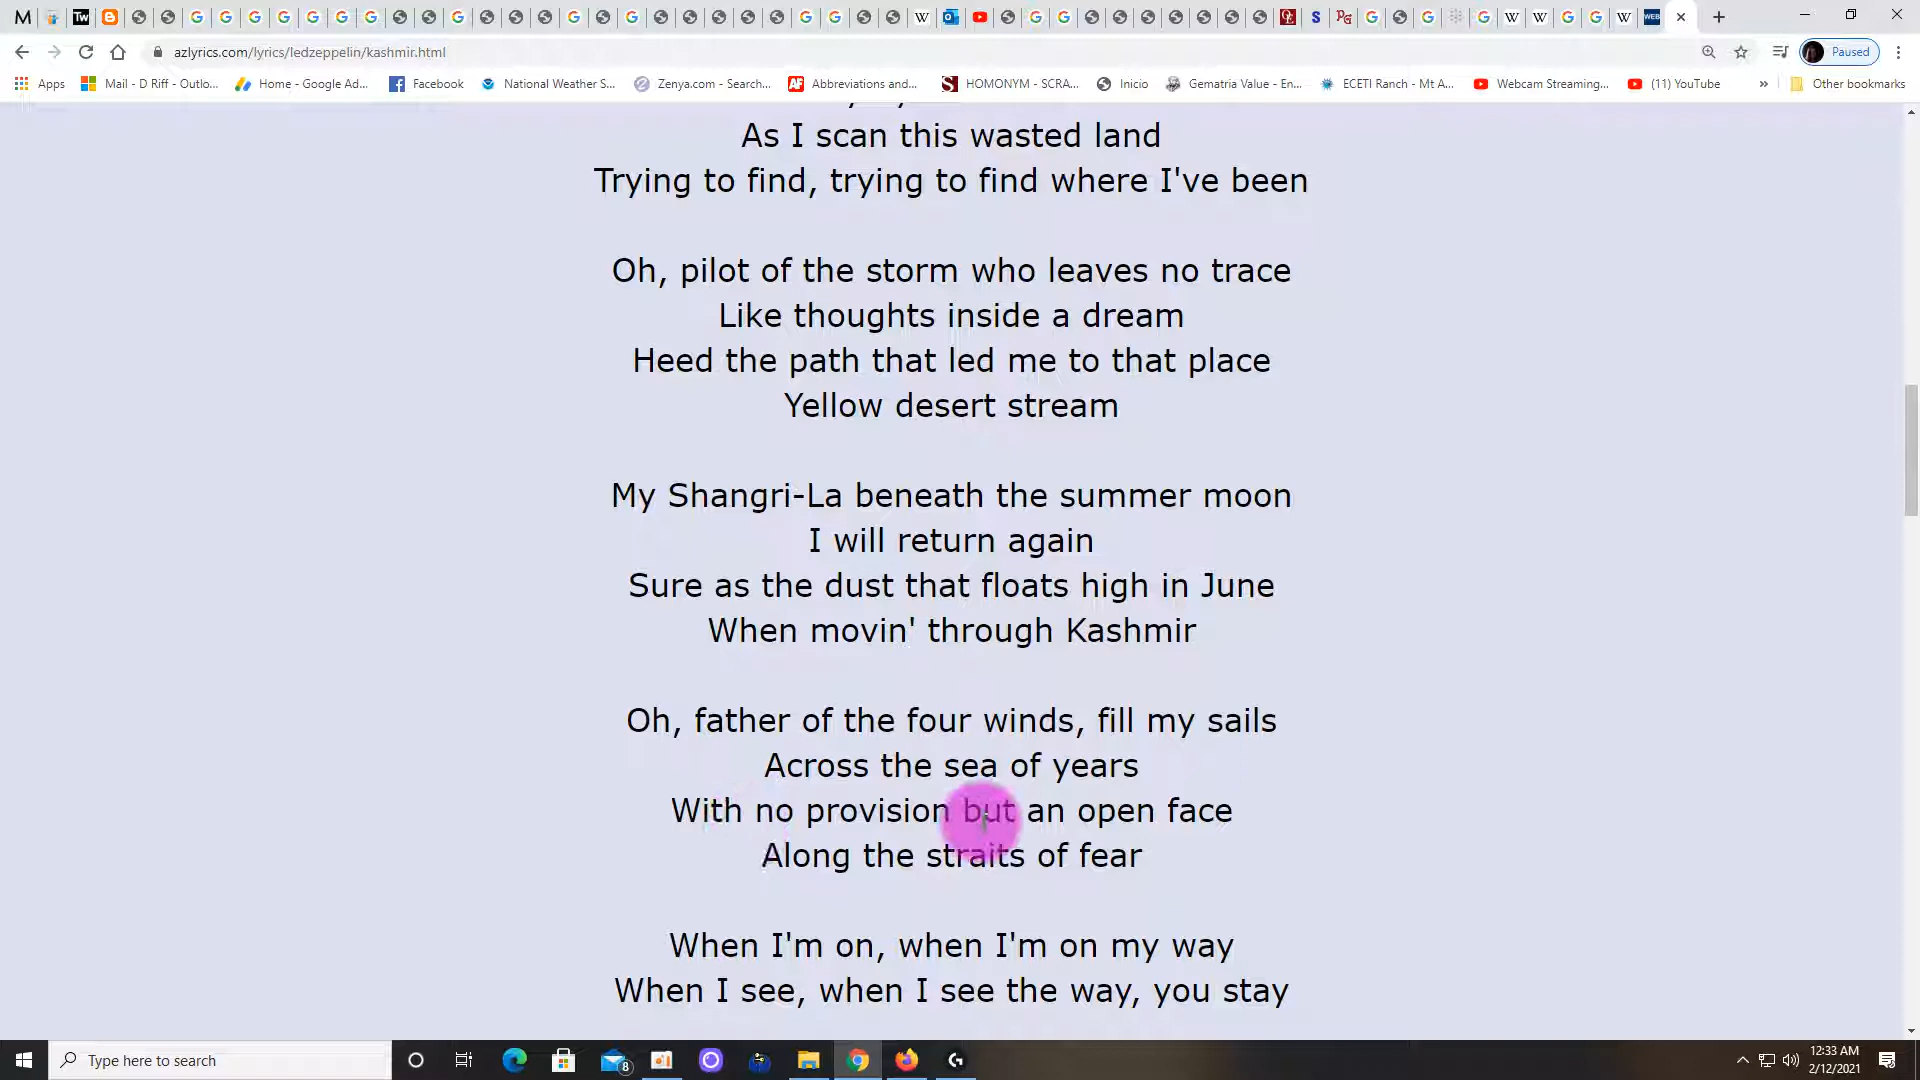 M Tw W WEB
azlyrics.com/lyrics/ledzeppelin/kashmir.html Paused
Apps Mail - D Riff - Outlo... Home - Google Ad... Facebook National Weather S... Zenya.com - Search... Abbreviations and... HOMONYM - SCRA... Inicio Gematria Value - En... ECETI Ranch - Mt A... Webcam Streaming... (11) YouTube » Other bookmarks
As I scan this wasted land
Trying to find, trying to find where I've been
Oh, pilot of the storm who leaves no trace
Like thoughts inside a dream
Heed the path that led me to that place
Yellow desert stream
My Shangri-La beneath the summer moon
I will return again
Sure as the dust that floats high in June
When movin' through Kashmir
Oh, father of the four winds, fill my sails
Across the sea of years
With no provision but an open face
Along the straits of fear
When I'm on, when I'm on my way
When I see, when I see the way, you stay
Type here to search
8
12:33 AM
2/12/2021